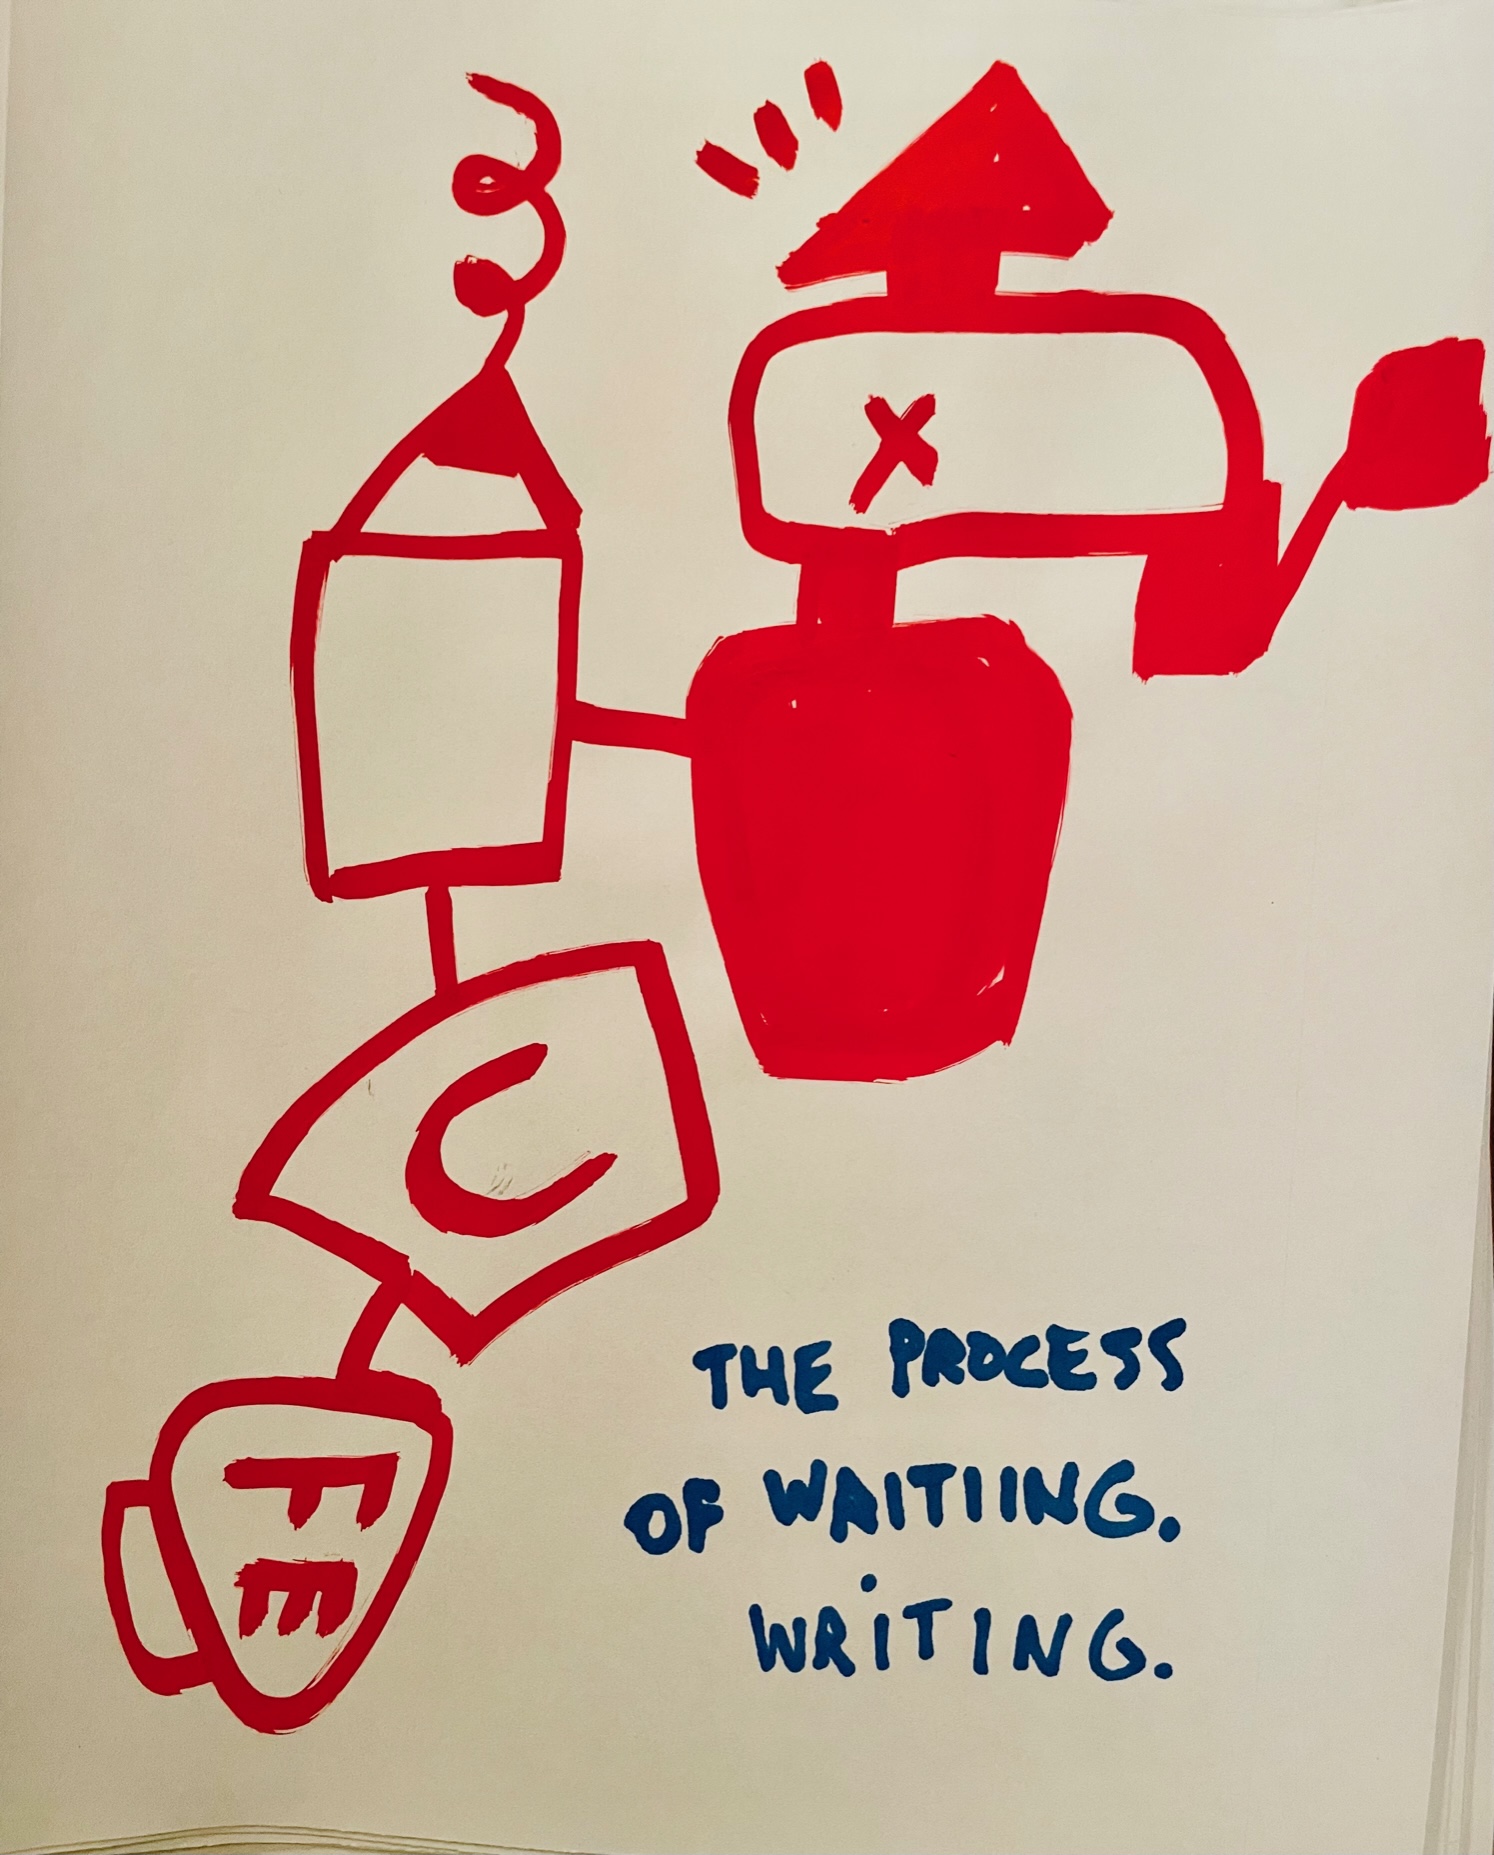 X
C
FE
THE PROCESS
OF WAITIING.
WRiTING.